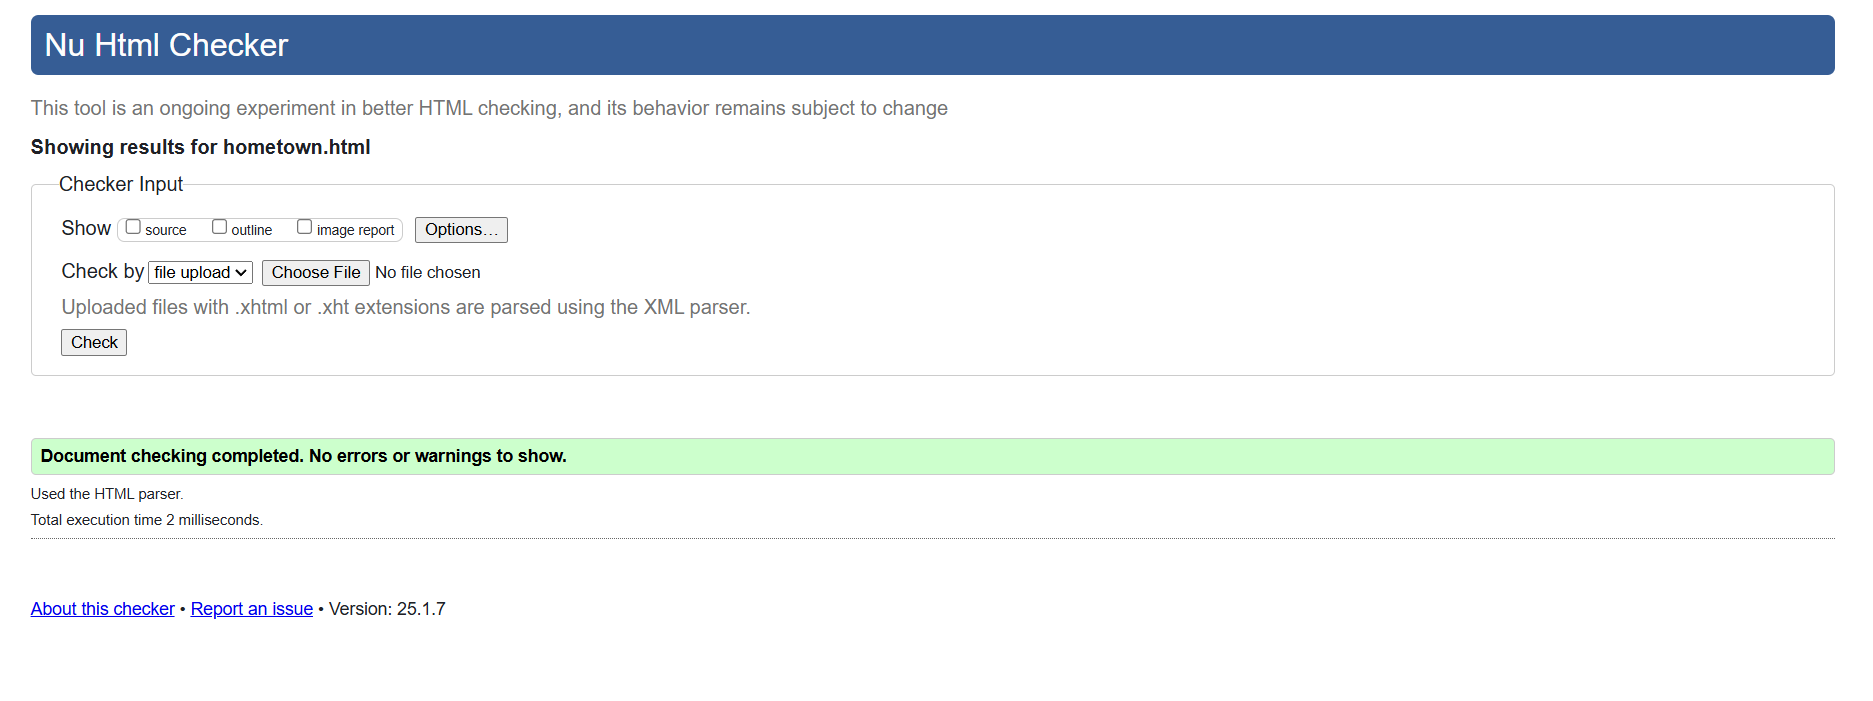 Nu Html Checker
This tool is an ongoing experiment in better HTML checking, and its behavior remains subject to change
Showing results for hometown.html
Checker Input
Show source outline image report Options...
Check by file upload Choose File No file chosen
Uploaded files with .xhtml or .xht extensions are parsed using the XML parser.
Check
Document checking completed. No errors or warnings to show.
Used the HTML parser.
Total execution time 2 milliseconds.
About this checker • Report an issue • Version: 25.1.7